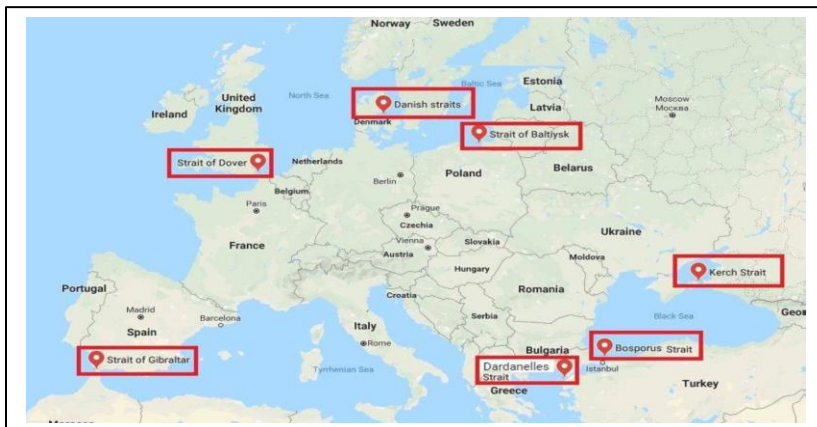 Norway
Sweden
North Sea
Baltic Sea
Estonia
United
Kingdom
Ireland
Danish straits
Latvia
Moscow
Москва
Denmark
Strait of Baltiysk
Strait of Dover
Netherlands
Berlin
Poland
Belarus
Belgium
Paris
Prague
Czechia
Ukraine
Vienna
Slovakia
France
Austria
Moldova
Hungary
Kerch Strait
Portugal
Croatia
Romania
Madrid
Barcelona
Serbia
Black Sea
Geor
Spain
Italy
Rome
Bulgaria
Bosporus Strait
Strait of Gibraltar
Tyrrhenian Sea
Dardanelles
Strait
Istanbul
Turkey
Greece